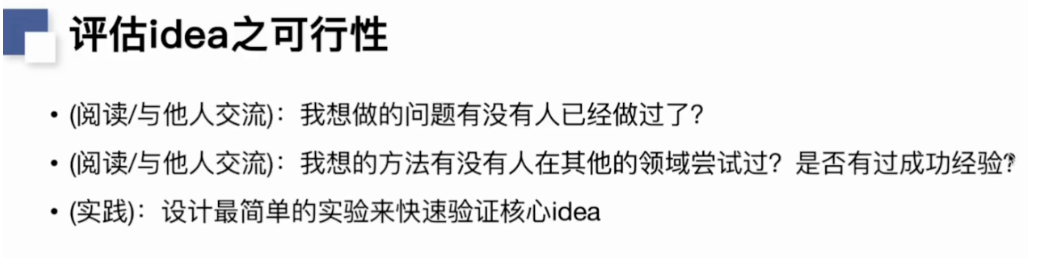 评估idea之可行性
• (阅读/与他人交流)：我想做的问题有没有人已经做过了？
• (阅读/与他人交流)：我想的方法有没有人在其他的领域尝试过？是否有过成功经验？
• (实践)：设计最简单的实验来快速验证核心idea